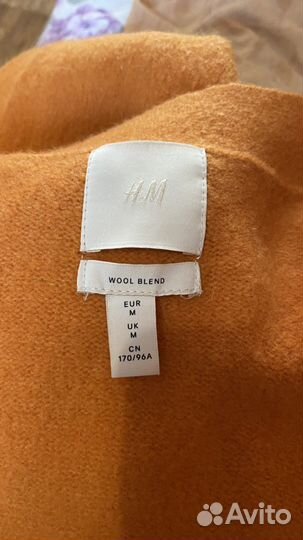 H&M
WOOL BLEND
EUR
M
UK
M
CN
170/96A
Avito